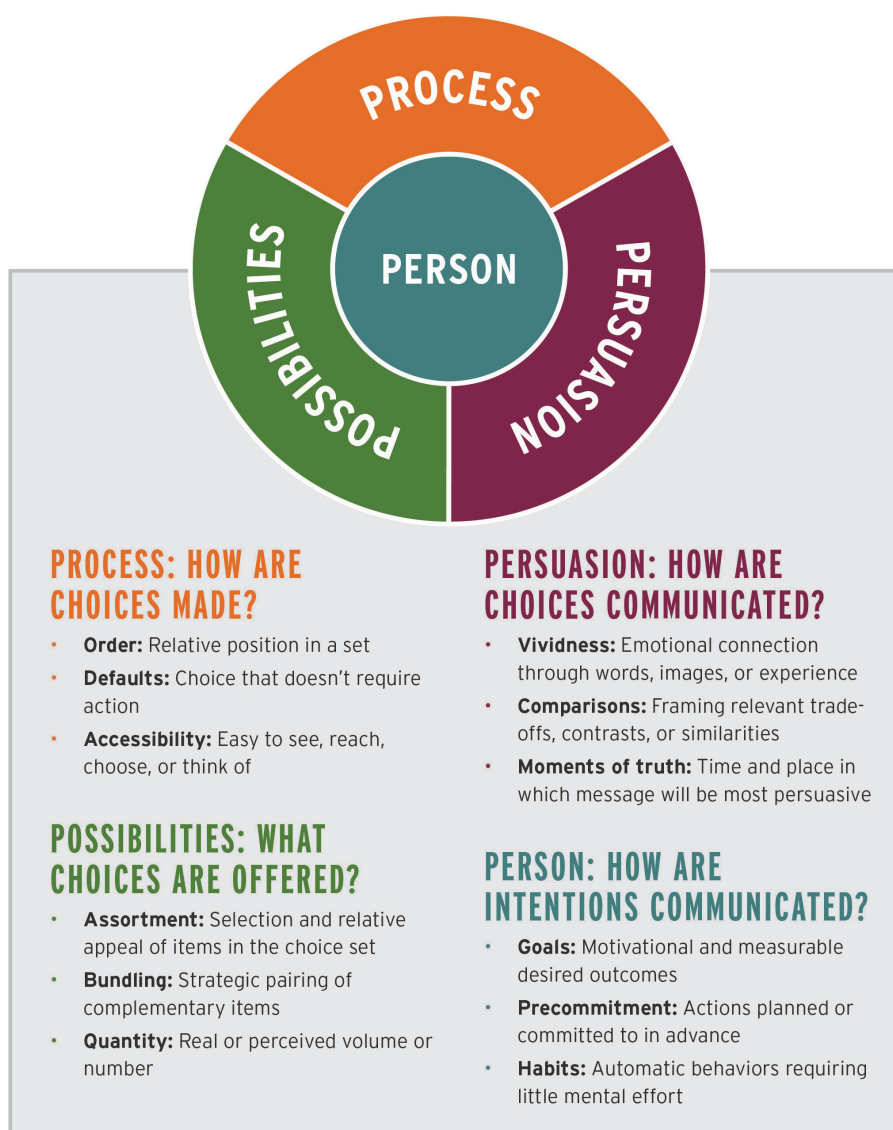 PROCESS
POSSIBILITIES
PERSON
PERSUASION
PROCESS: HOW ARE
CHOICES MADE?
• Order: Relative position in a set
• Defaults: Choice that doesn’t require
action
• Accessibility: Easy to see, reach,
choose, or think of
POSSIBILITIES: WHAT
CHOICES ARE OFFERED?
• Assortment: Selection and relative
appeal of items in the choice set
• Bundling: Strategic pairing of
complementary items
• Quantity: Real or perceived volume or
number
PERSUASION: HOW ARE
CHOICES COMMUNICATED?
• Vividness: Emotional connection
through words, images, or experience
• Comparisons: Framing relevant trade-
offs, contrasts, or similarities
• Moments of truth: Time and place in
which message will be most persuasive
PERSON: HOW ARE
INTENTIONS COMMUNICATED?
• Goals: Motivational and measurable
desired outcomes
• Precommitment: Actions planned or
committed to in advance
• Habits: Automatic behaviors requiring
little mental effort